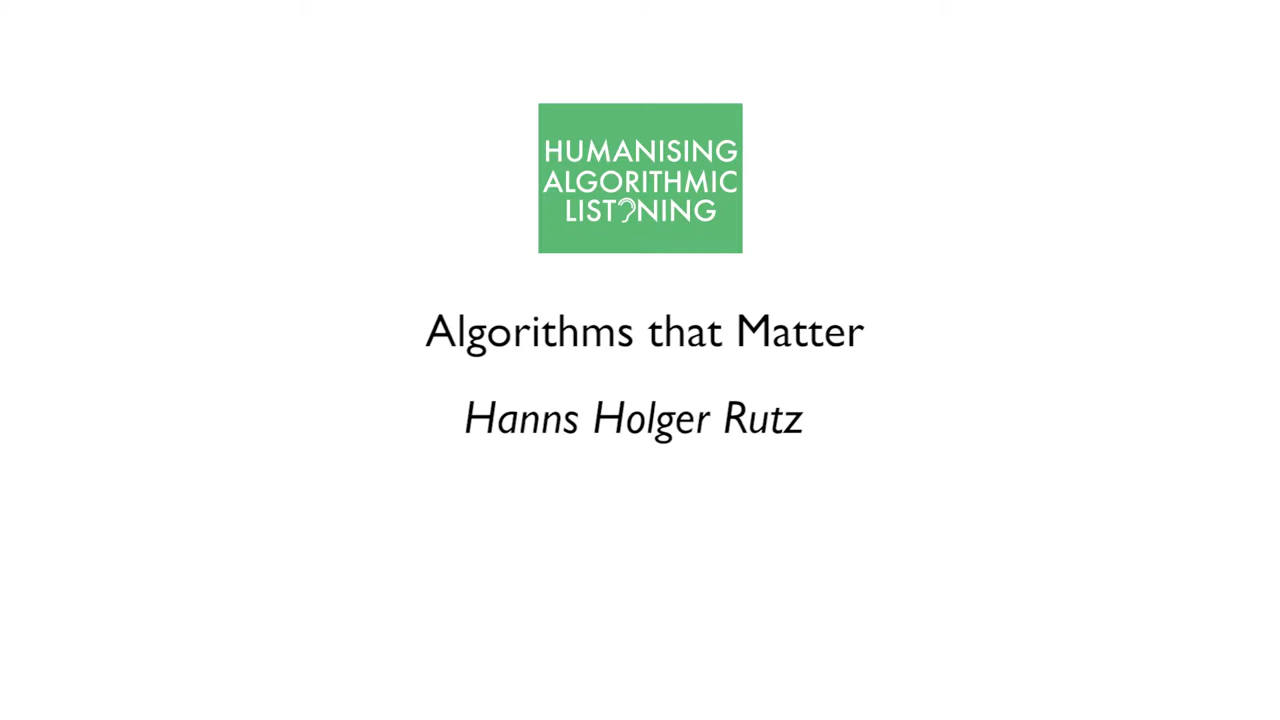 HUMANISING
ALGORITHMIC
LISTENING
Algorithms that Matter
Hanns Holger Rutz